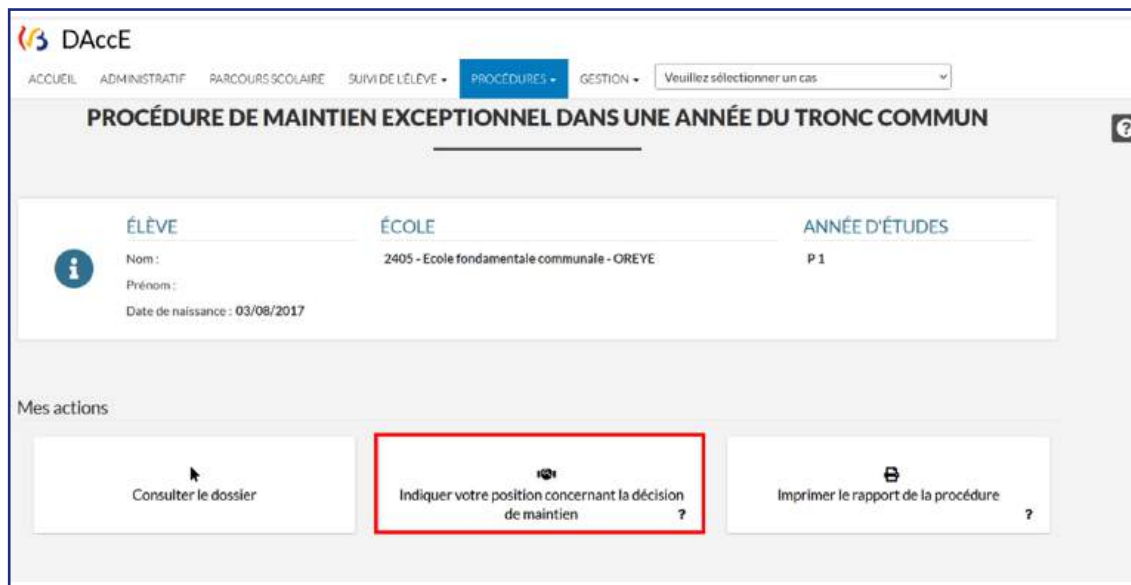 DAccE
ACCUEIL ADMINISTRATIF PARCOURS SCOLAIRE SUIVI DE L'ÉLÈVE PROCÉDURES GESTION Veuillez sélectionner un cas
PROCÉDURE DE MAINTIEN EXCEPTIONNEL DANS UNE ANNÉE DU TRONC COMMUN
?
ÉLÈVE ÉCOLE ANNÉE D'ÉTUDES
Nom : 2405 - Ecole fondamentale communale - OREYE P 1
Prénom :
Date de naissance : 03/08/2017
Mes actions
Consulter le dossier
Indiquer votre position concernant la décision
de maintien ?
Imprimer le rapport de la procédure
?